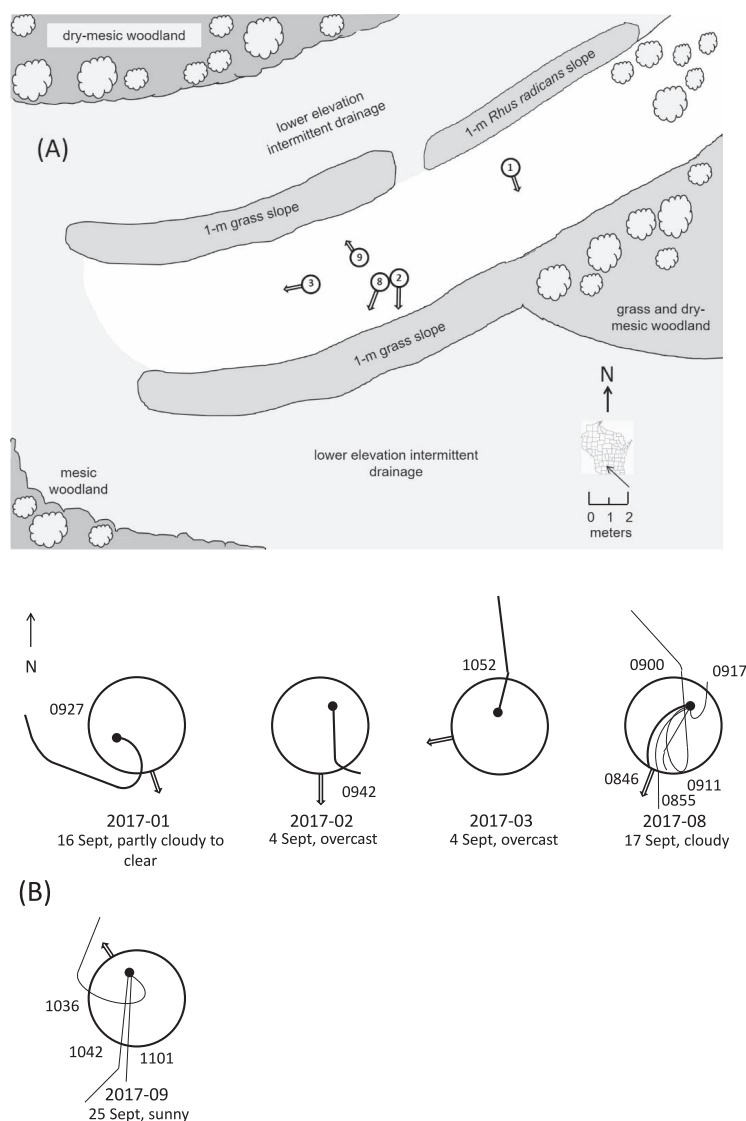 dry-mesic woodland
lower elevation
intermittent drainage
1-m Rhus radicans slope
(A)
1
1-m grass slope
9
3
8
2
grass and dry-
mesic woodland
1-m grass slope
N
lower elevation intermittent
drainage
mesic
woodland
0 1 2
meters
N
0927
2017-01
16 Sept, partly cloudy to
clear
0942
2017-02
4 Sept, overcast
1052
2017-03
4 Sept, overcast
0900
0917
0846
0911
0855
2017-08
17 Sept, cloudy
(B)
1036
1042
1101
2017-09
25 Sept, sunny